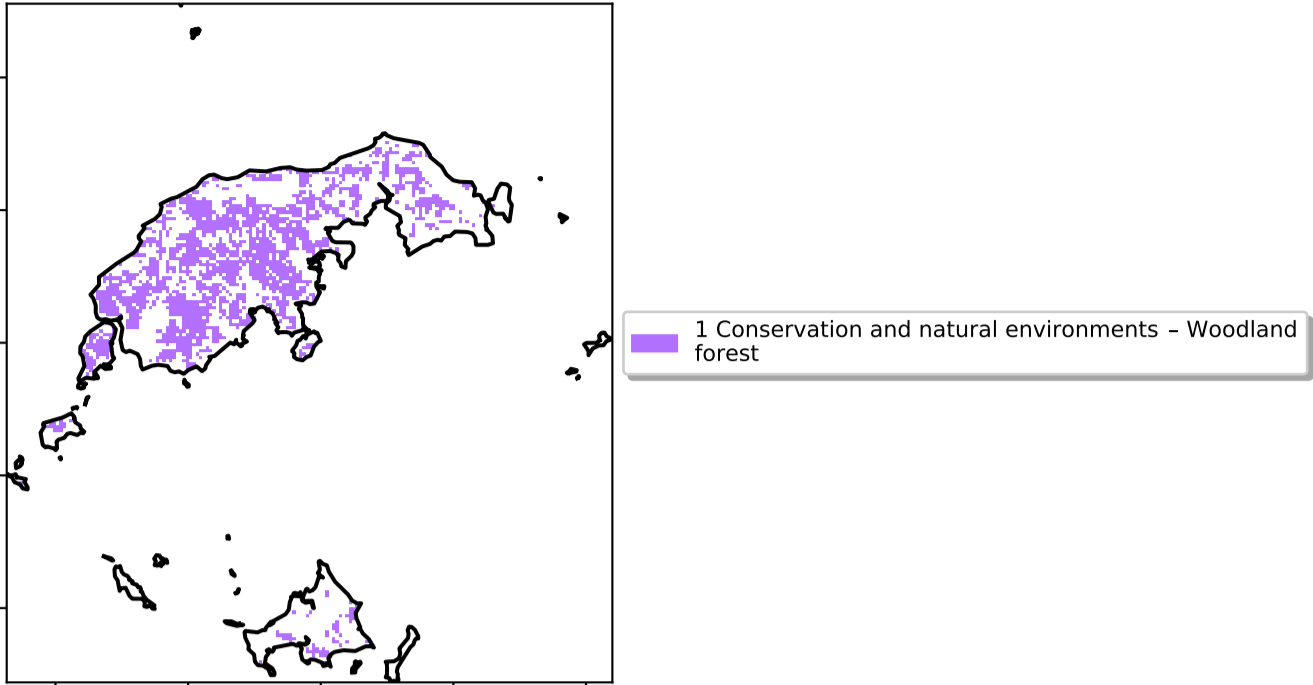 1 Conservation and natural environments – Woodland
forest